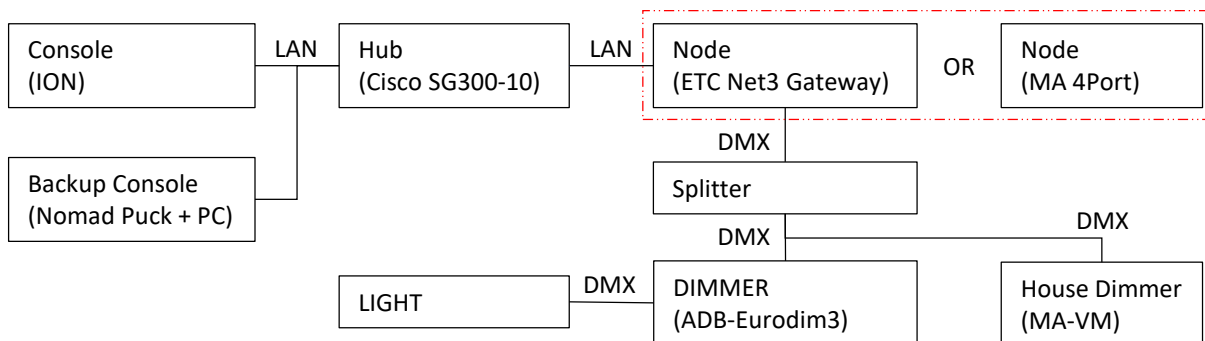 Console
(ION)
LAN
Hub
(Cisco SG300-10)
LAN
Node
(ETC Net3 Gateway)
OR
Node
(MA 4Port)
Backup Console
(Nomad Puck + PC)
DMX
Splitter
DMX
DMX
LIGHT
DMX
DIMMER
(ADB-Eurodim3)
House Dimmer
(MA-VM)